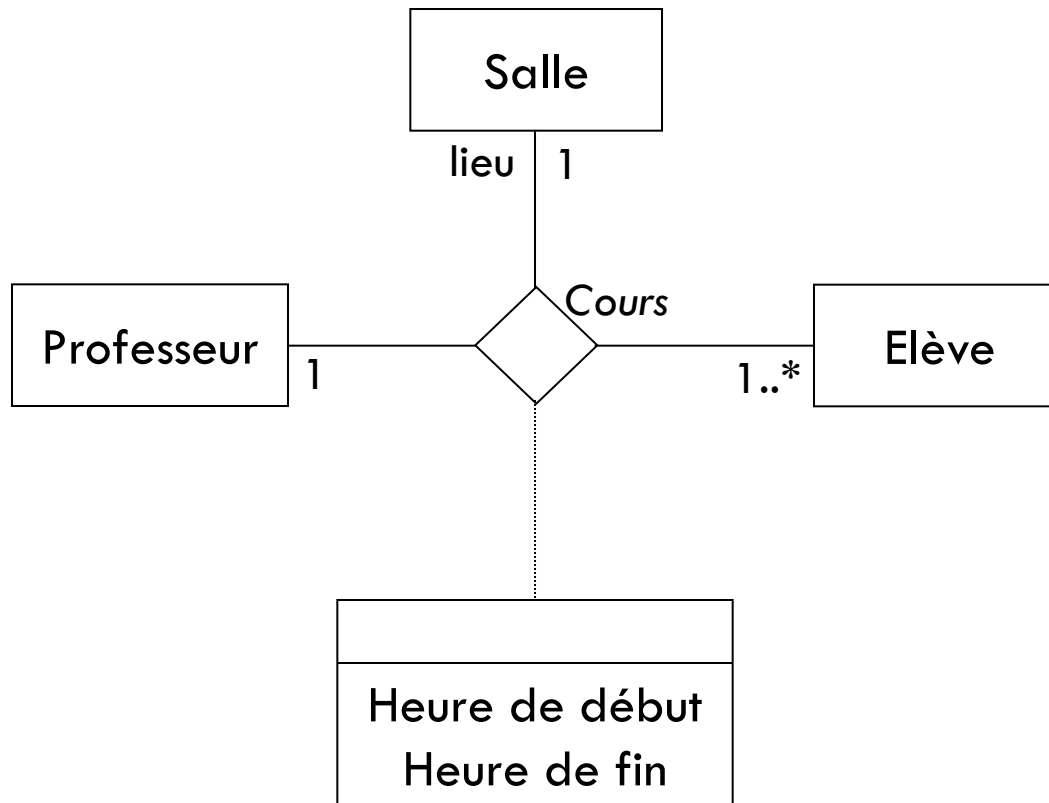 Salle
lieu 1
Cours
Professeur
Elève
1
1..*
Heure de début
Heure de fin